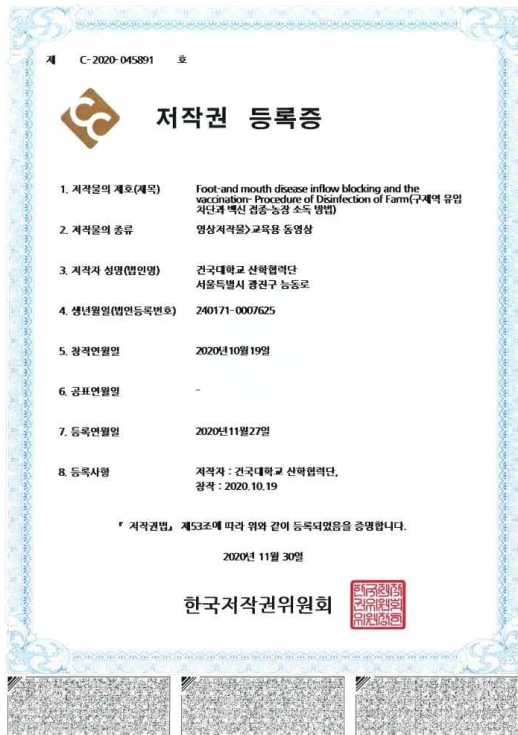 제 C-2020-045891 호
저작권 등록증
1. 저작물의 제호(제목) Foot-and mouth disease inflow blocking and the
vaccination- Procedure of Disinfection of Farm(구제역 유입
차단과 백신 접종-농장 소독 방법)
2. 저작물의 종류 영상저작물>교육용 동영상
3. 저작자 성명(법인명) 건국대학교 산학협력단
서울특별시 광진구 능동로
4. 생년월일(법인등록번호) 240171-0007625
5. 창작연월일 2020년10월19일
6. 공표연월일 -
7. 등록연월일 2020년11월27일
8. 등록사항 저작자 : 건국대학교 산학협력단,
창작 : 2020.10.19
『 저작권법」 제53조에 따라 위와 같이 등록되었음을 증명합니다.
2020년 11월 30일
한국저작권위원회